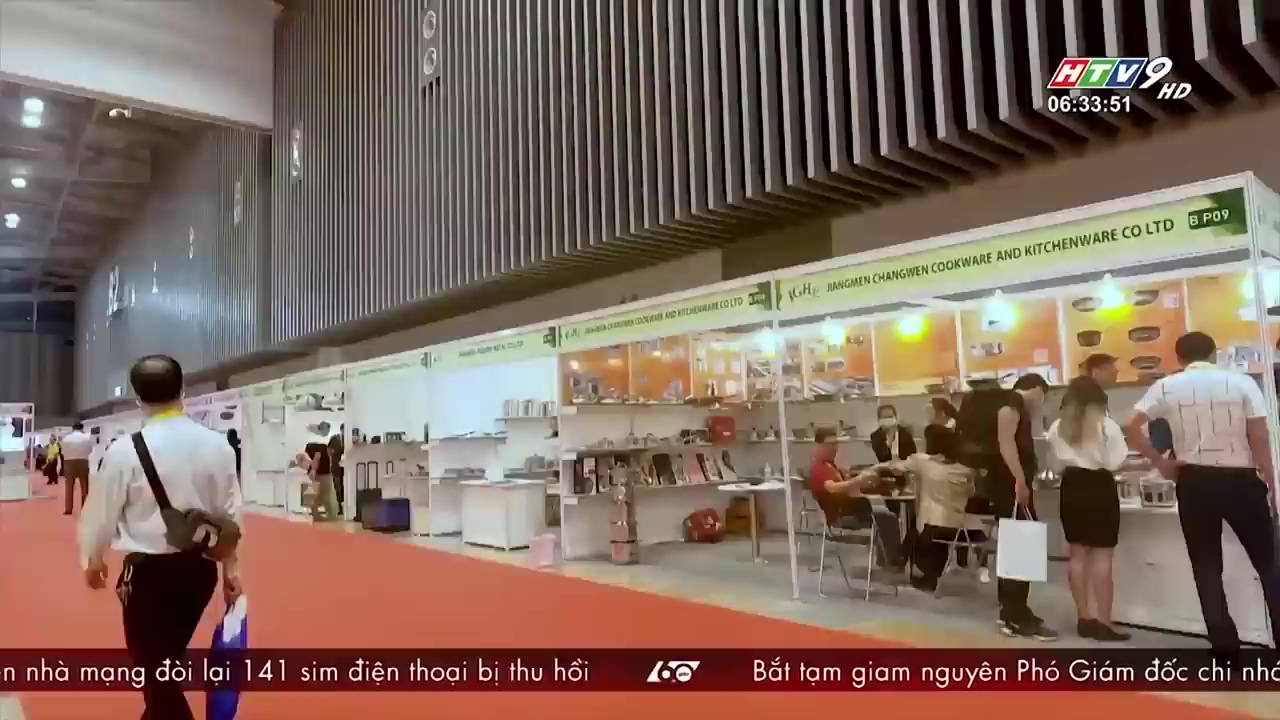 HTV9 HD
06:33:51
JIANGMEN CHANGWEN COOKWARE AND KITCHENWARE CO LTD B.P09
JIANGMEN CHANGWEN COOKWARE AND KITCHENWARE CO LTD
ên nhà mạng đòi lại 141 sim điện thoại bị thu hồi
60 Bắt tạm giam nguyên Phó Giám đốc chi nhá